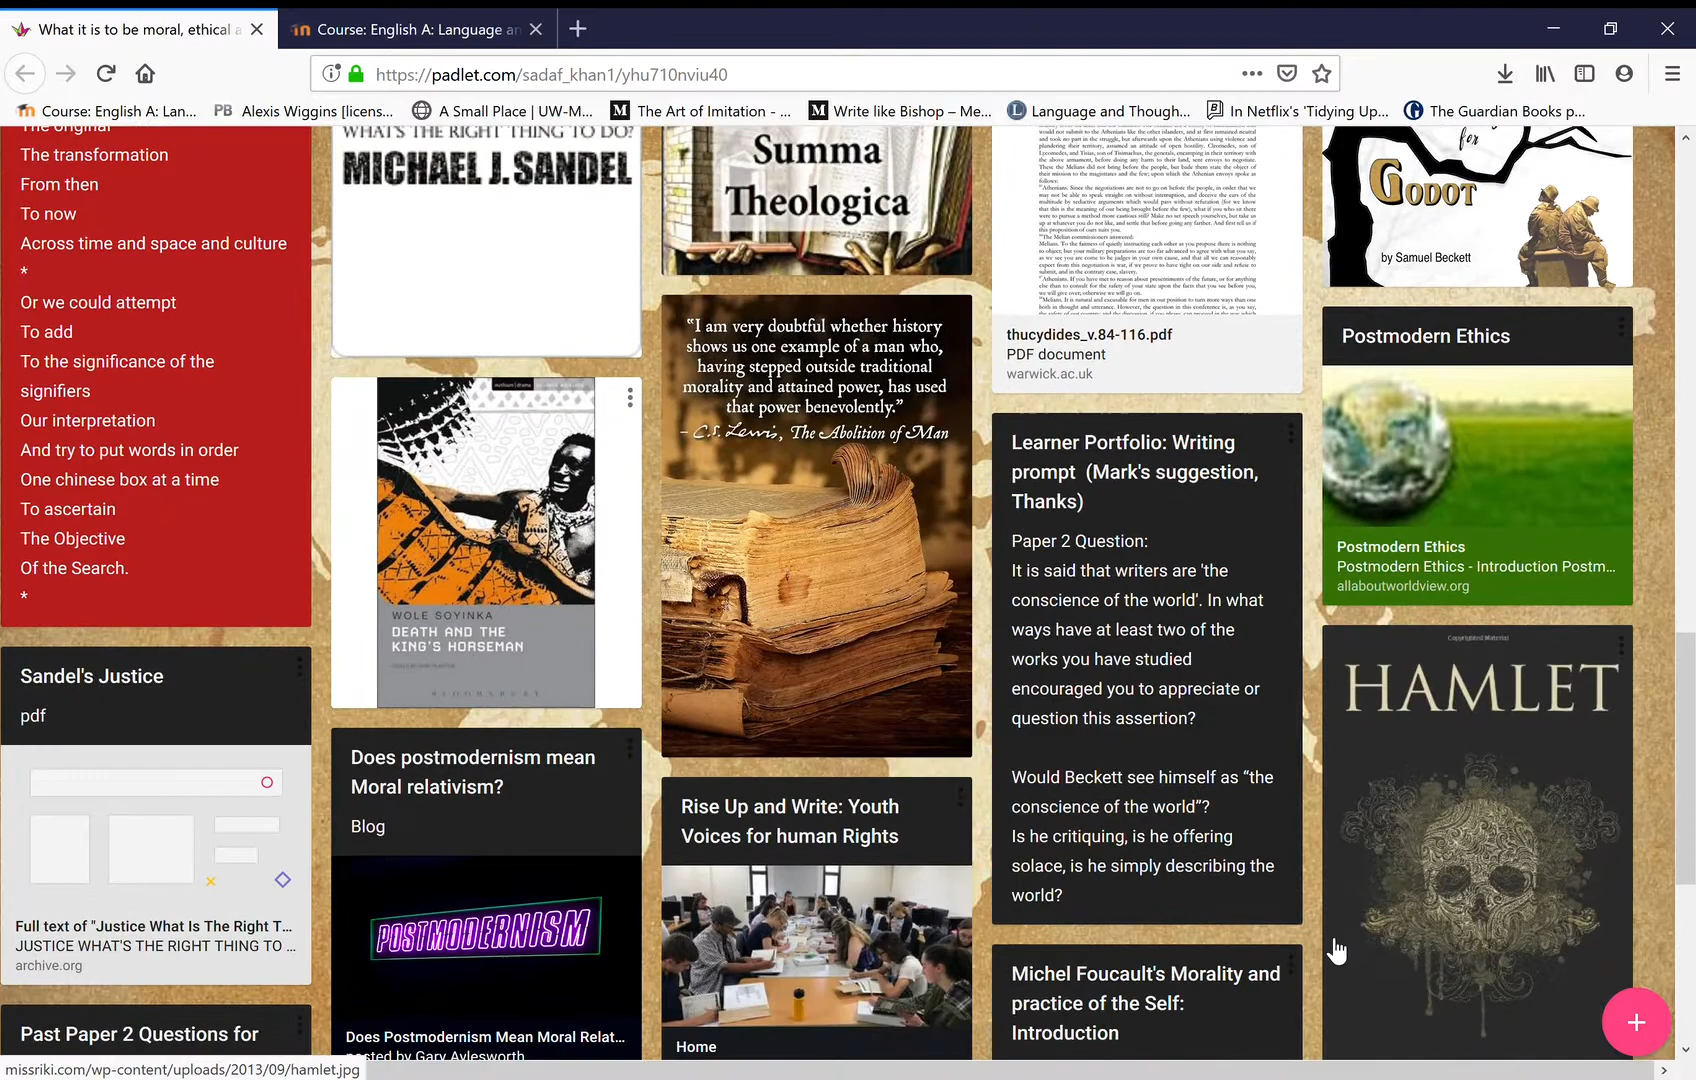 What it is to be moral, ethical a
Course: English A: Language an
https://padlet.com/sadaf_khan1/yhu710nviu40
Course: English A: Lan...
PB Alexis Wiggins [licens...
A Small Place | UW-M...
M The Art of Imitation - ...
M Write like Bishop – Me...
L Language and Though...
B In Netflix's 'Tidying Up...
G The Guardian Books p...
The original
The transformation
From then
To now
Across time and space and culture
*
Or we could attempt
To add
To the significance of the
signifiers
Our interpretation
And try to put words in order
One chinese box at a time
To ascertain
The Objective
Of the Search.
*
Sandel's Justice
pdf
Full text of "Justice What Is The Right T...
JUSTICE WHAT'S THE RIGHT THING TO ...
archive.org
Past Paper 2 Questions for
WHAT'S THE RIGHT THING TO DO?
MICHAEL J. SANDEL
WOLE SOYINKA
DEATH AND THE
KING'S HORSEMAN
BLOOMSBURY
Does postmodernism mean
Moral relativism?
Blog
POSTMODERNISM
Does Postmodernism Mean Moral Relat...
posted by Gary Aylesworth
Summa
Theologica
"I am very doubtful whether history
shows us one example of a man who,
having stepped outside traditional
morality and attained power, has used
that power benevolently."
– C.S. Lewis, The Abolition of Man
Rise Up and Write: Youth
Voices for human Rights
Home
thucydides_v.84-116.pdf
PDF document
warwick.ac.uk
Learner Portfolio: Writing
prompt (Mark's suggestion,
Thanks)
Paper 2 Question:
It is said that writers are 'the
conscience of the world'. In what
ways have at least two of the
works you have studied
encouraged you to appreciate or
question this assertion?
Would Beckett see himself as “the
conscience of the world”?
Is he critiquing, is he offering
solace, is he simply describing the
world?
Michel Foucault's Morality and
practice of the Self:
Introduction
for
GODOT
by Samuel Beckett
Postmodern Ethics
Postmodern Ethics
Postmodern Ethics - Introduction Postm...
allaboutworldview.org
Copyrighted Material
HAMLET
missriki.com/wp-content/uploads/2013/09/hamlet.jpg